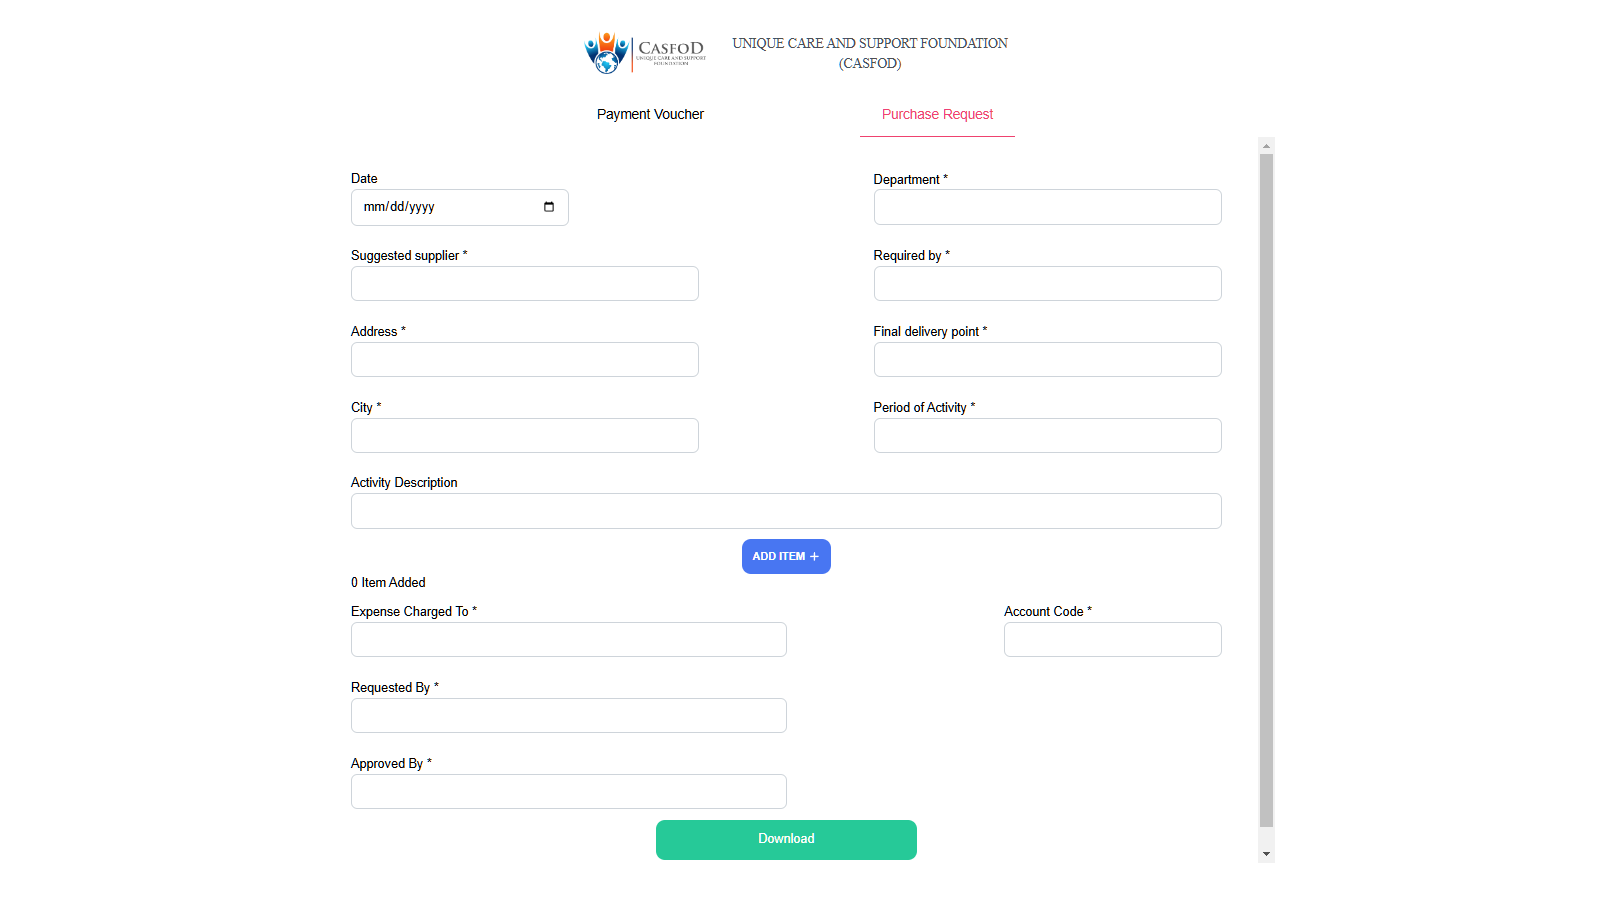 CASFOD
UNIQUE CARE AND SUPPORT
FOUNDATION
UNIQUE CARE AND SUPPORT FOUNDATION
(CASFOD)
Payment Voucher
Purchase Request
Date
mm/dd/yyyy
Department *
Suggested supplier *
Required by *
Address *
Final delivery point *
City *
Period of Activity *
Activity Description
ADD ITEM +
0 Item Added
Expense Charged To *
Account Code *
Requested By *
Approved By *
Download